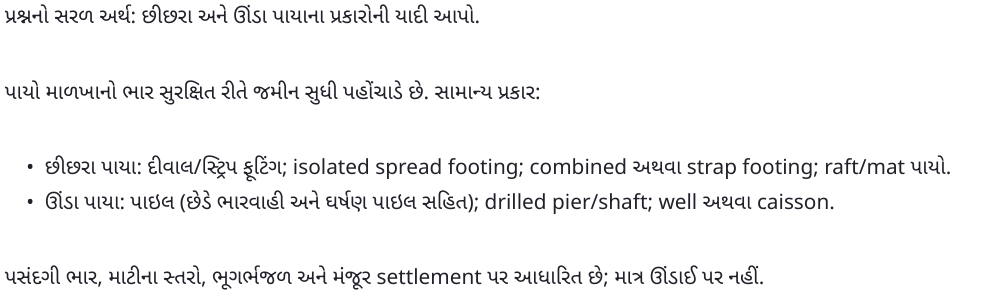 પ્રશ્નનો સરળ અર્થ: છીછરા અને ઊંડા પાયાના પ્રકારોની યાદી આપો.
પાયો માળખાનો ભાર સુરક્ષિત રીતે જમીન સુધી પહોંચાડે છે. સામાન્ય પ્રકાર:
• છીછરા પાયા: દીવાલ/સ્ટ્રિપ ફૂટિંગ; isolated spread footing; combined અથવા strap footing; raft/mat પાયો.
• ઊંડા પાયા: પાઇલ (છેડે ભારવાહી અને ઘર્ષણ પાઇલ સહિત); drilled pier/shaft; well અથવા caisson.
પસંદગી ભાર, માટીના સ્તરો, ભૂગર્ભજળ અને મંજૂર settlement પર આધારિત છે; માત્ર ઊંડાઈ પર નહીં.